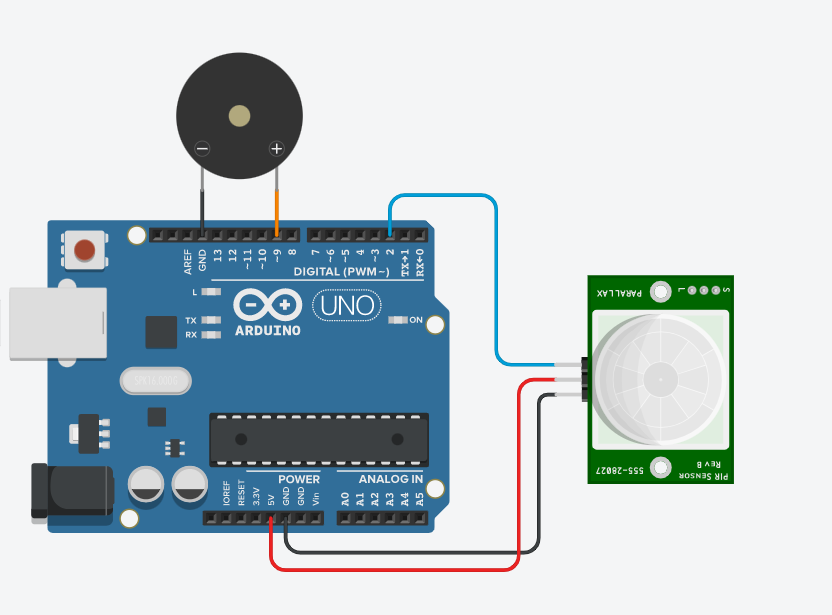 − +
AREF
GND
13
12
~11
~10
~9
8
7
~6
~5
4
~3
2
TX→1
RX←0
DIGITAL (PWM~)
L
TX
RX
ARDUINO
UNO
ON
PARALLAX
L S
PIR SENSOR
REV B
555-28027
POWER
ANALOG IN
IOREF
RESET
3.3V
5V
GND
GND
Vin
A0
A1
A2
A3
A4
A5